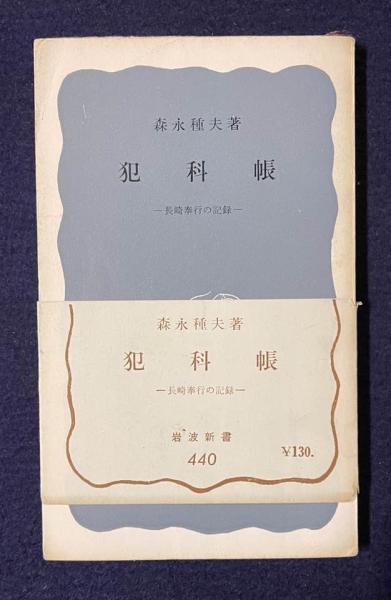 森永種夫著
犯科帳
―長崎奉行の記録―
森永種夫著
犯科帳
―長崎奉行の記録―
岩波新書
440
¥130.